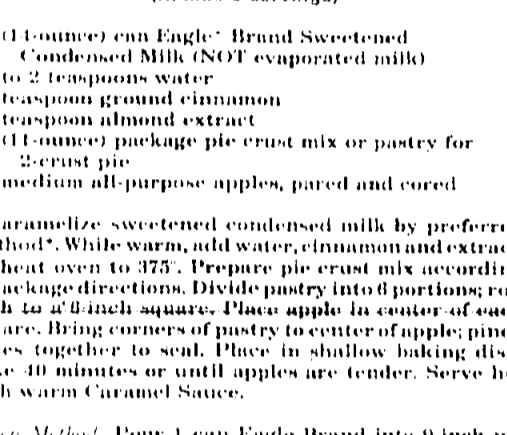 (14-ounce) can Eagle* Brand Sweetened
Condensed Milk (NOT evaporated milk)
to 2 teaspoons water
teaspoon ground cinnamon
teaspoon almond extract
(11-ounce) package pie crust mix or pastry for
2-crust pie
medium all-purpose apples, pared and cored
aramelize sweetened condensed milk by preferre
thod*. While warm, add water, cinnamon and extrac
heat oven to 375°. Prepare pie crust mix accordin
ackage directions. Divide pastry into 6 portions; ro
h to a 6-inch square. Place apple in center of eac
are. Bring corners of pastry to center of apple; pinc
es together to seal. Place in shallow baking dis
ke 40 minutes or until apples are tender. Serve h
h warm Caramel Sauce.
Method. Pour 1 can Eagle Brand into 9-inch